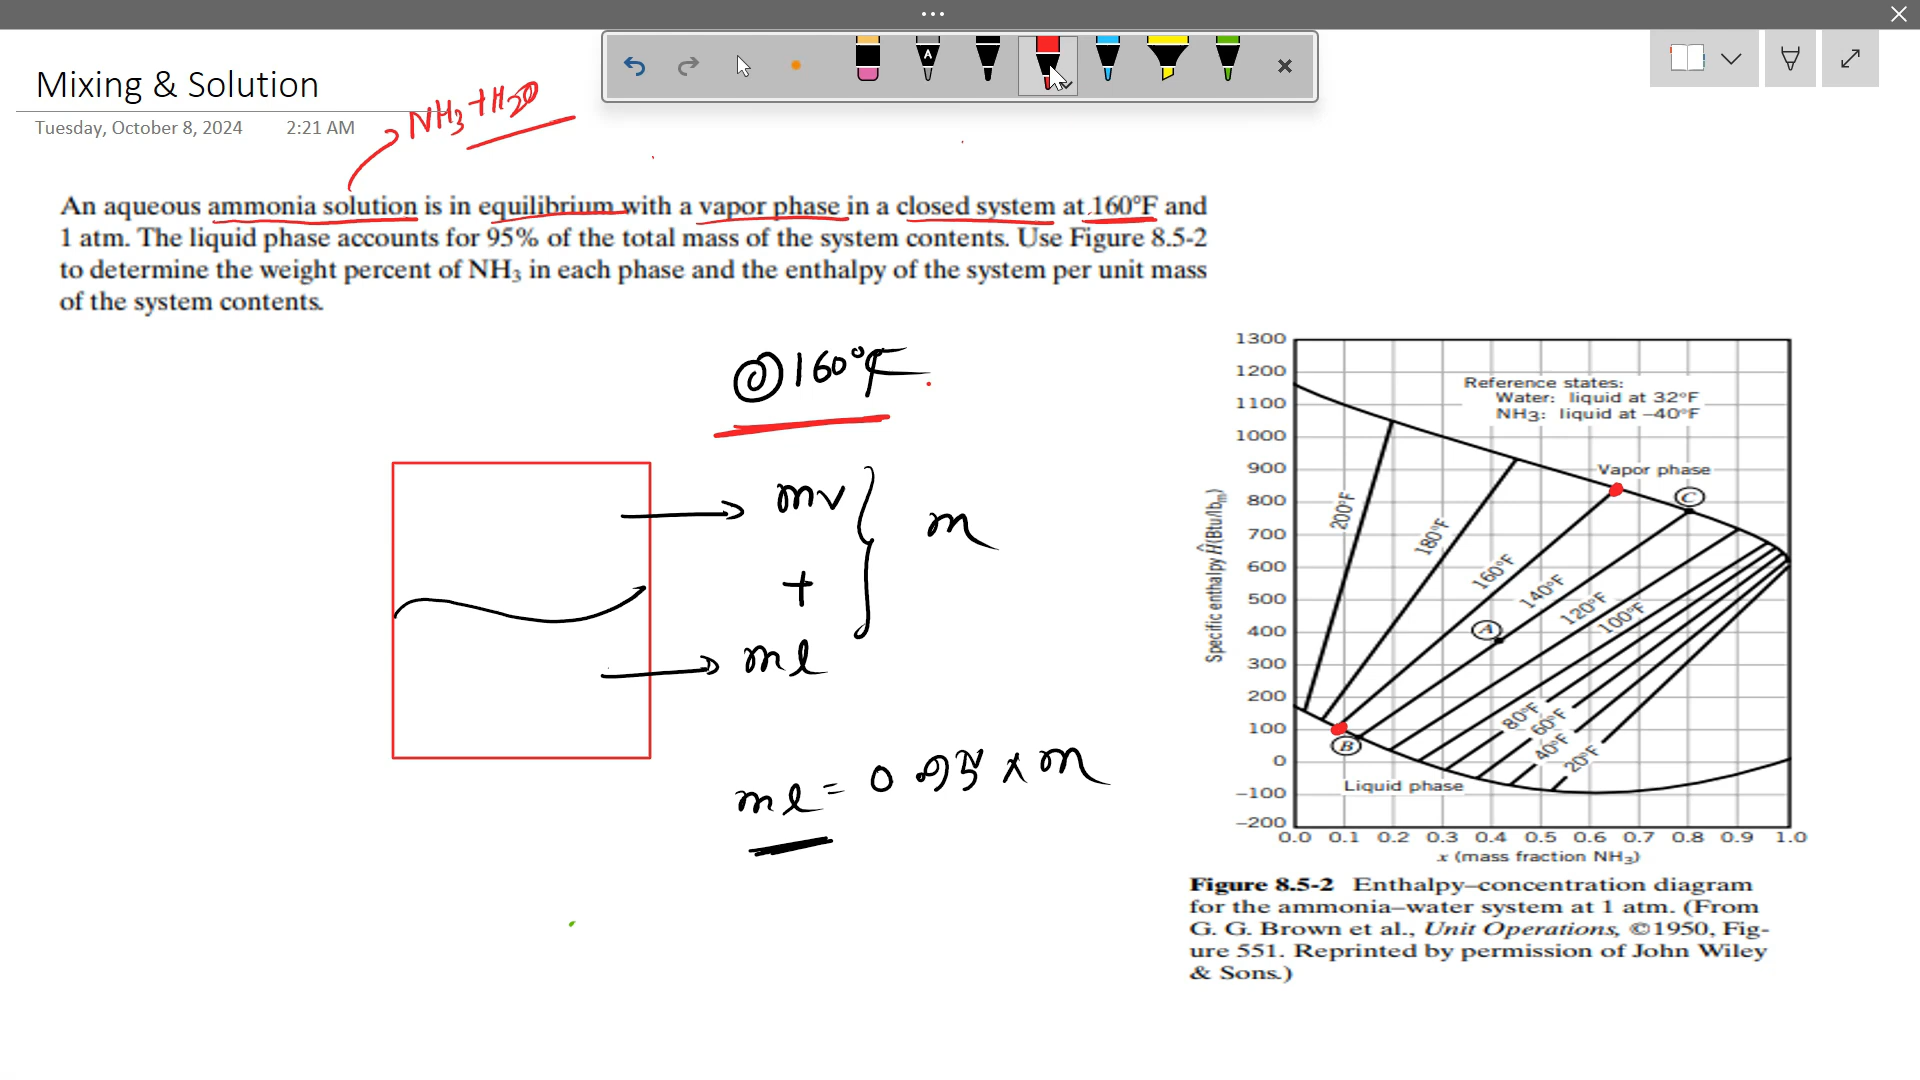 Mixing & Solution
Tuesday, October 8, 2024 2:21 AM
NH3 + H2O
An aqueous ammonia solution is in equilibrium with a vapor phase in a closed system at 160°F and
1 atm. The liquid phase accounts for 95% of the total mass of the system contents. Use Figure 8.5-2
to determine the weight percent of NH3 in each phase and the enthalpy of the system per unit mass
of the system contents.
@ 160°F
mv
+
ml
m
ml = 0.95 x m
1300
1200
1100
1000
900
800
700
600
500
400
300
200
100
0
−100
−200
Specific enthalpy Ĥ(Btu/lbm)
Reference states:
Water: liquid at 32°F
NH3: liquid at −40°F
Vapor phase
C
200°F
180°F
160°F
140°F
120°F
100°F
A
80°F
60°F
40°F
20°F
B
Liquid phase
0.0 0.1 0.2 0.3 0.4 0.5 0.6 0.7 0.8 0.9 1.0
x (mass fraction NH3)
Figure 8.5-2 Enthalpy–concentration diagram
for the ammonia–water system at 1 atm. (From
G. G. Brown et al., Unit Operations, ©1950, Fig-
ure 551. Reprinted by permission of John Wiley
& Sons.)